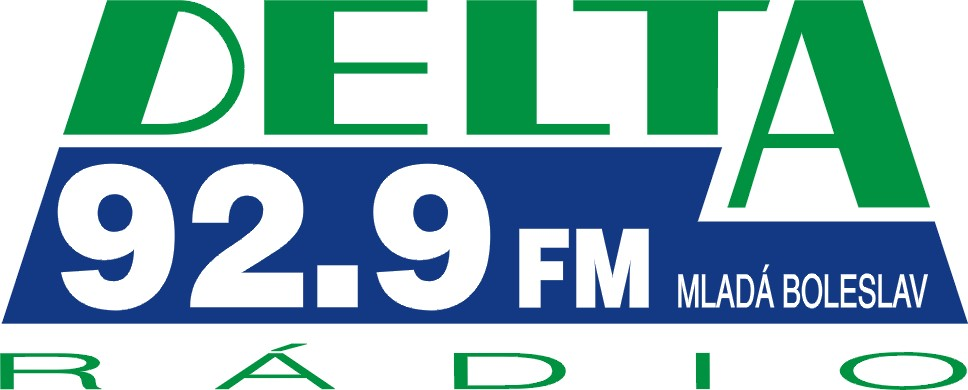 DELTA
92.9 FM MLADÁ BOLESLAV
RÁDIO